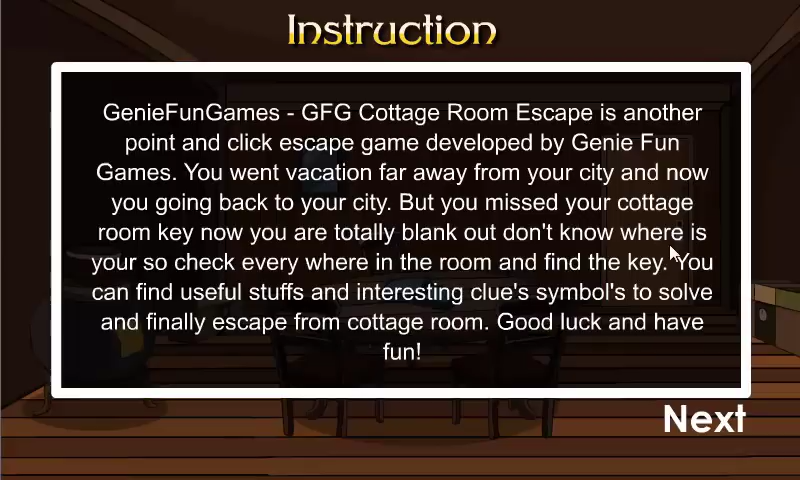 Instruction
GenieFunGames - GFG Cottage Room Escape is another
point and click escape game developed by Genie Fun
Games. You went vacation far away from your city and now
you going back to your city. But you missed your cottage
room key now you are totally blank out don't know where is
your so check every where in the room and find the key. You
can find useful stuffs and interesting clue's symbol's to solve
and finally escape from cottage room. Good luck and have
fun!
Next